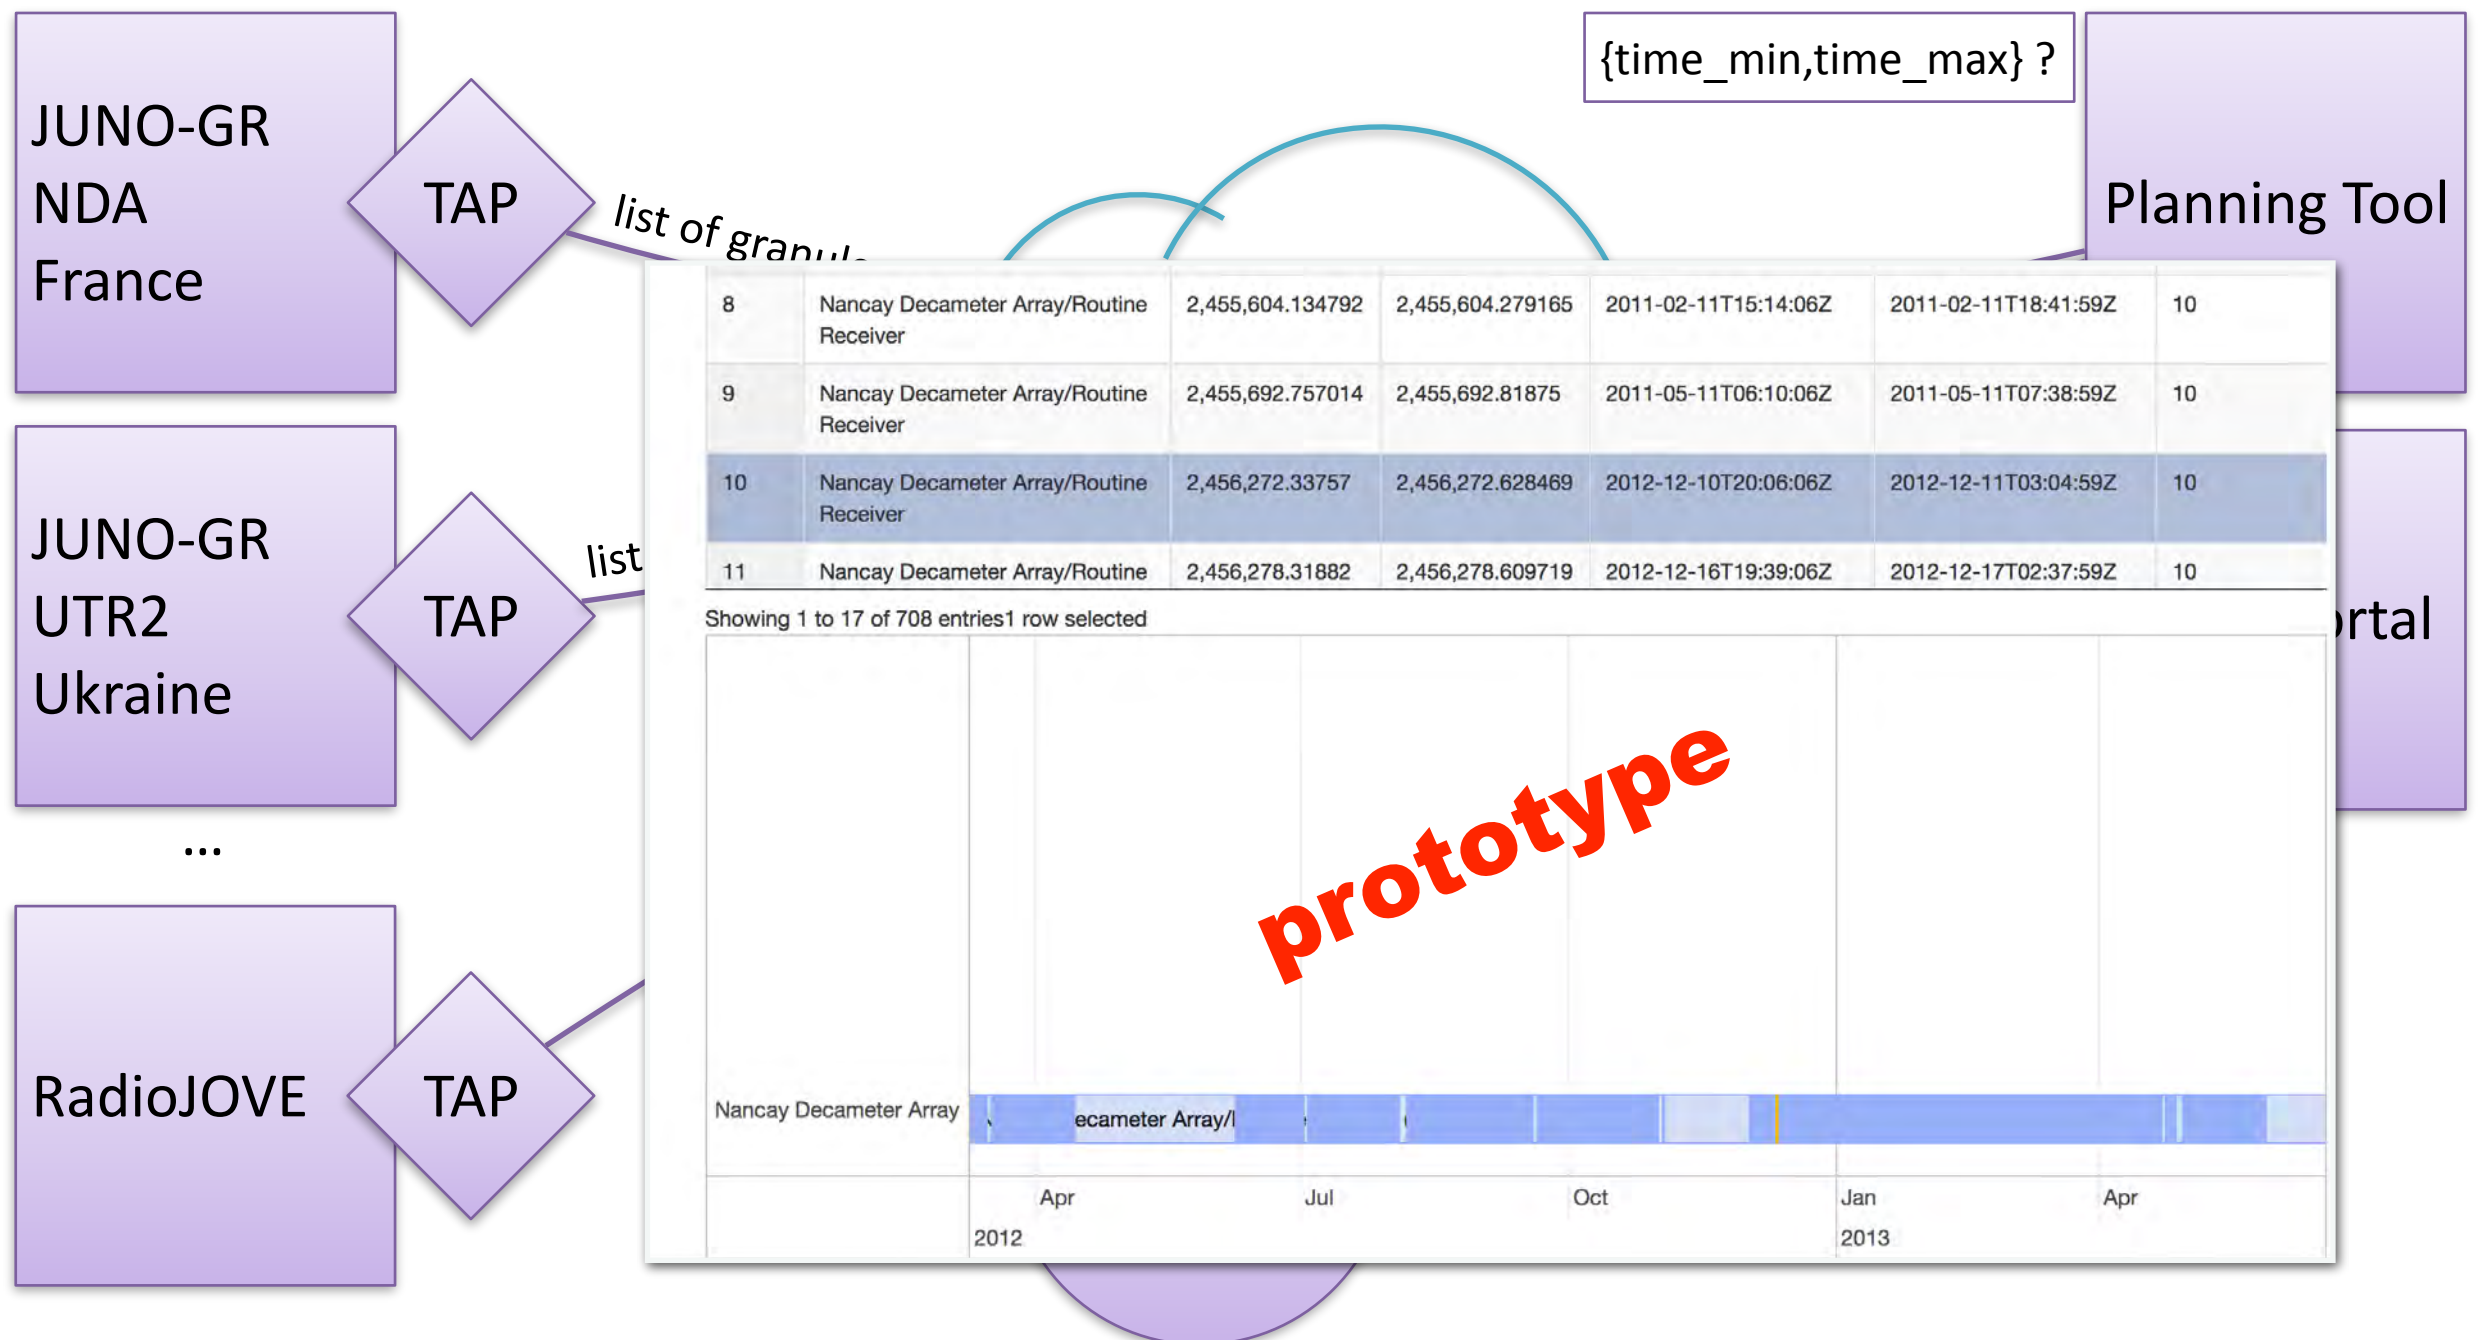 {time_min,time_max} ?
JUNO-GR
NDA
France
TAP
list of
Planning Tool
8 Nancay Decameter Array/Routine 2,455,604.134792 2,455,604.279165 2011-02-11T15:14:06Z 2011-02-11T18:41:59Z 10
Receiver
9 Nancay Decameter Array/Routine 2,455,692.757014 2,455,692.81875 2011-05-11T06:10:06Z 2011-05-11T07:38:59Z 10
Receiver
10 Nancay Decameter Array/Routine 2,456,272.33757 2,456,272.628469 2012-12-10T20:06:06Z 2012-12-11T03:04:59Z 10
Receiver
11 Nancay Decameter Array/Routine 2,456,278.31882 2,456,278.609719 2012-12-16T19:39:06Z 2012-12-17T02:37:59Z 10
Showing 1 to 17 of 708 entries1 row selected
JUNO-GR
UTR2
Ukraine
TAP
list
rtal
...
prototype
RadioJOVE
TAP
Nancay Decameter Array
ecameter Array/
Apr Jul Oct Jan Apr
2012 2013